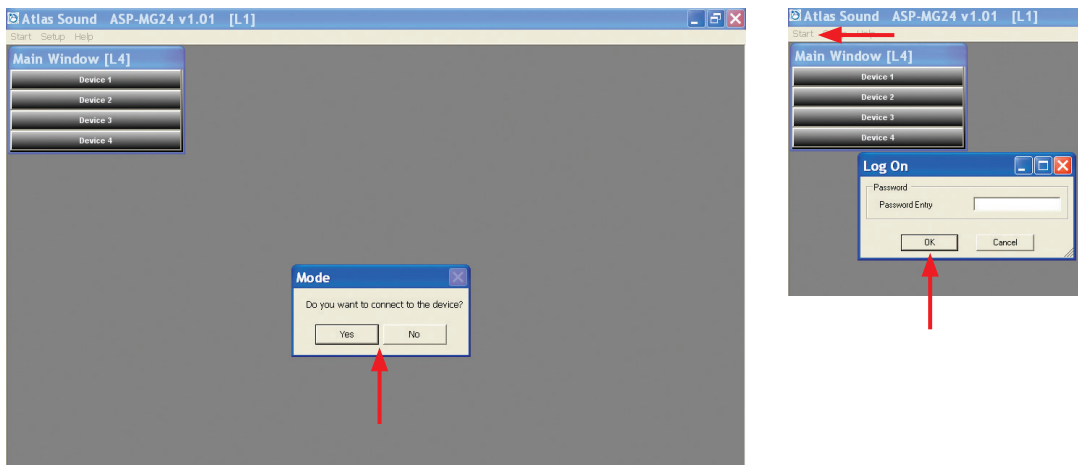 Atlas Sound ASP-MG24 v1.01 [L1]
Start Setup Help
Main Window [L4]
Device 1
Device 2
Device 3
Device 4
Mode
Do you want to connect to the device?
Yes No
Atlas Sound ASP-MG24 v1.01 [L1]
Start
Main Window [L4]
Device 1
Device 2
Device 3
Device 4
Log On
Password
Password Entry
OK Cancel